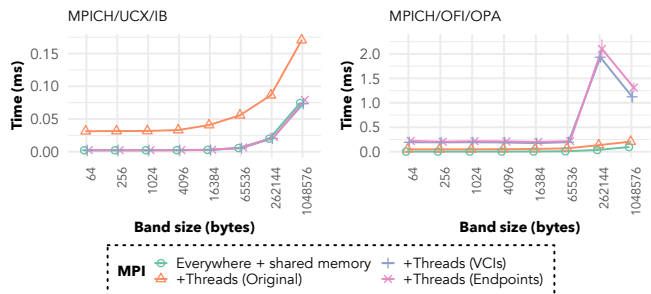 MPICH/UCX/IB
Time (ms)
0.15
0.10
0.05
0.00
64
256
1024
4096
16384
65536
262144
1048576
Band size (bytes)
MPICH/OFI/OPA
Time (ms)
2.0
1.5
1.0
0.5
0.0
64
256
1024
4096
16384
65536
262144
1048576
Band size (bytes)
MPI
Everywhere + shared memory
+Threads (Original)
+Threads (VCIs)
+Threads (Endpoints)